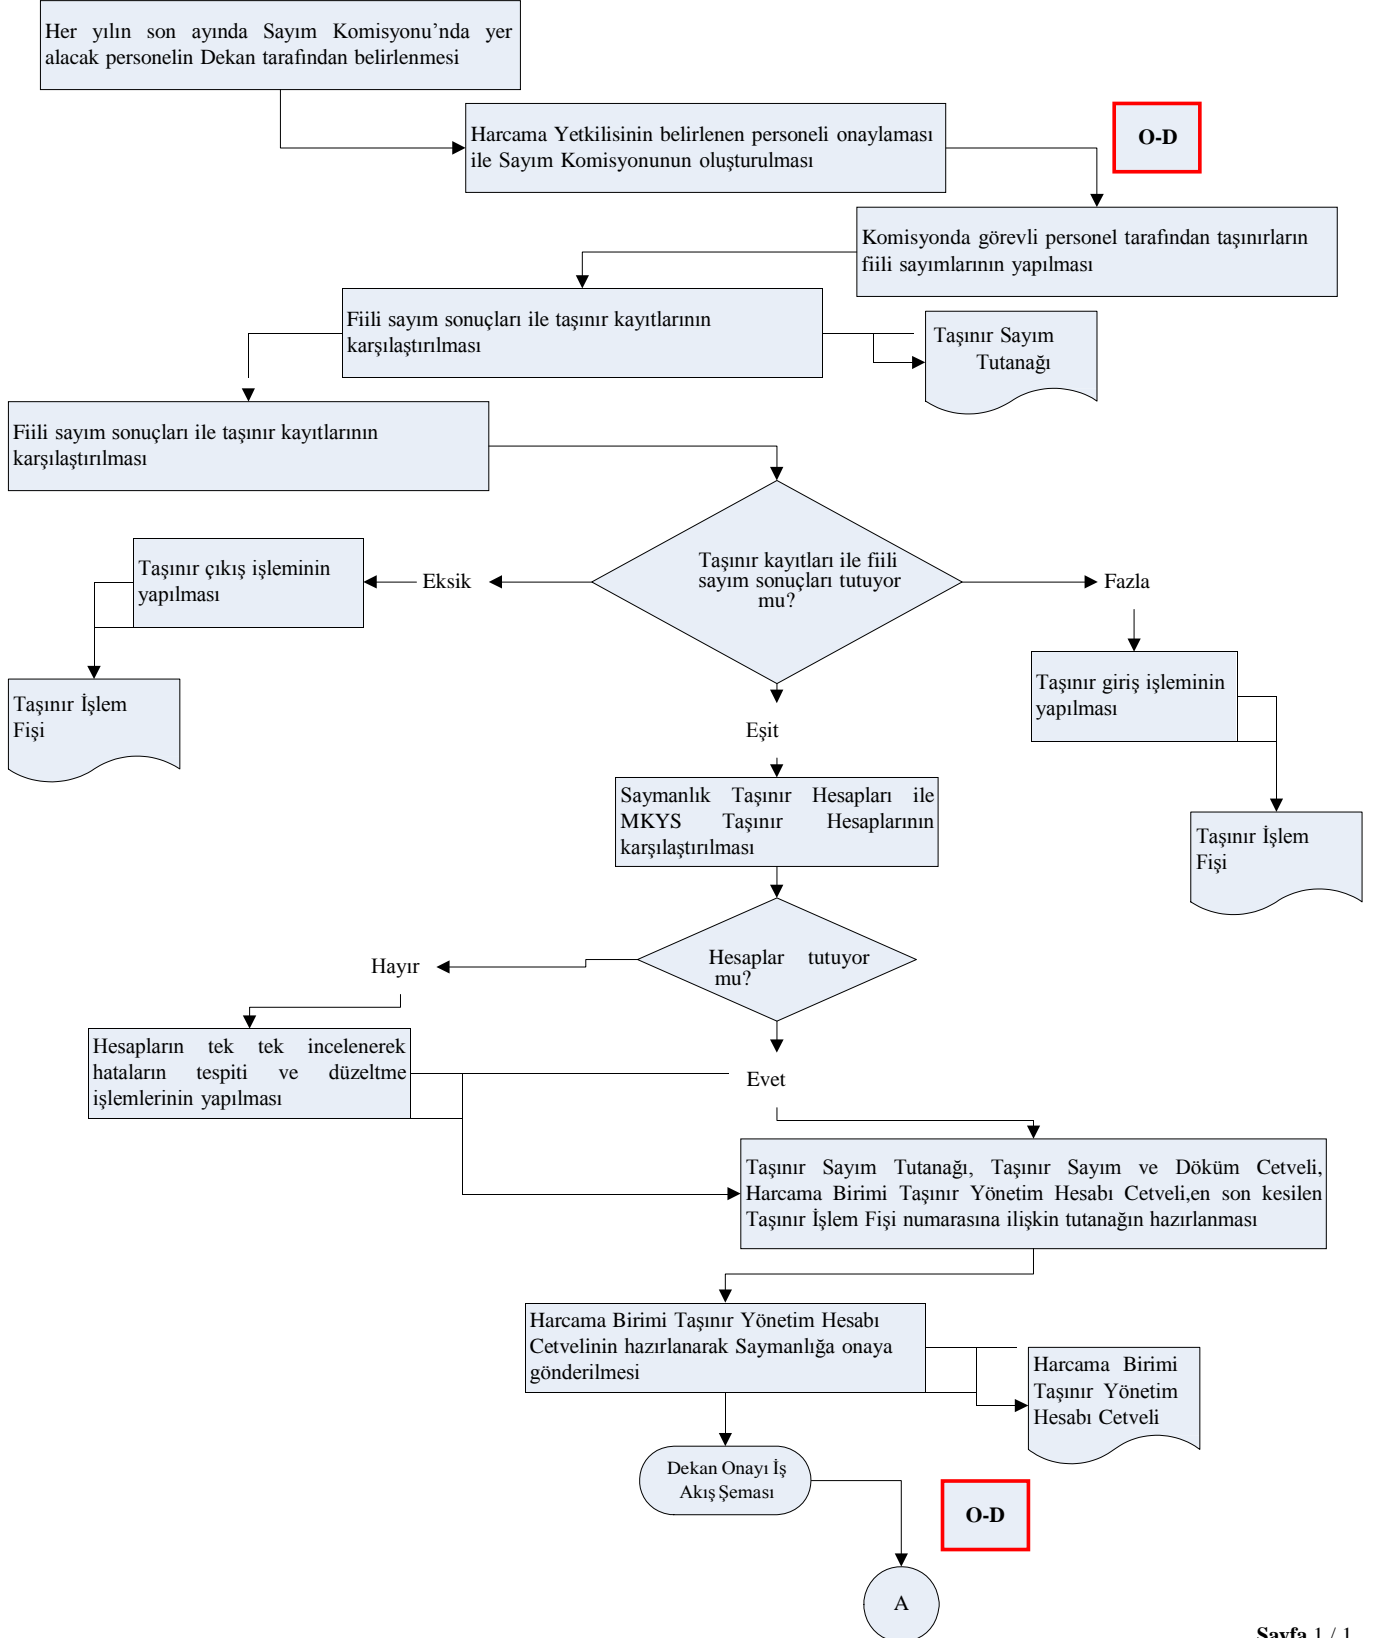 Her yılın son ayında Sayım Komisyonu’nda yer
alacak personelin Dekan tarafından belirlenmesi
Harcama Yetkilisinin belirlenen personeli onaylaması
ile Sayım Komisyonunun oluşturulması
O-D
Komisyonda görevli personel tarafından taşınırların
fiili sayımlarının yapılması
Fiili sayım sonuçları ile taşınır kayıtlarının
karşılaştırılması
Taşınır Sayım
Tutanağı
Fiili sayım sonuçları ile taşınır kayıtlarının
karşılaştırılması
Taşınır kayıtları ile fiili
sayım sonuçları tutuyor
mu?
Taşınır çıkış işleminin
yapılması
Eksik
Fazla
Taşınır İşlem
Fişi
Taşınır giriş işleminin
yapılması
Eşit
Saymanlık Taşınır Hesapları ile
MKYS Taşınır Hesaplarının
karşılaştırılması
Taşınır İşlem
Fişi
Hesaplar tutuyor
mu?
Hayır
Hesapların tek tek incelenerek
hataların tespiti ve düzeltme
işlemlerinin yapılması
Evet
Taşınır Sayım Tutanağı, Taşınır Sayım ve Döküm Cetveli,
Harcama Birimi Taşınır Yönetim Hesabı Cetveli,en son kesilen
Taşınır İşlem Fişi numarasına ilişkin tutanağın hazırlanması
Harcama Birimi Taşınır Yönetim Hesabı
Cetvelinin hazırlanarak Saymanlığa onaya
gönderilmesi
Harcama Birimi
Taşınır Yönetim
Hesabı Cetveli
Dekan Onayı İş
Akış Şeması
O-D
A
Sayfa 1 / 1